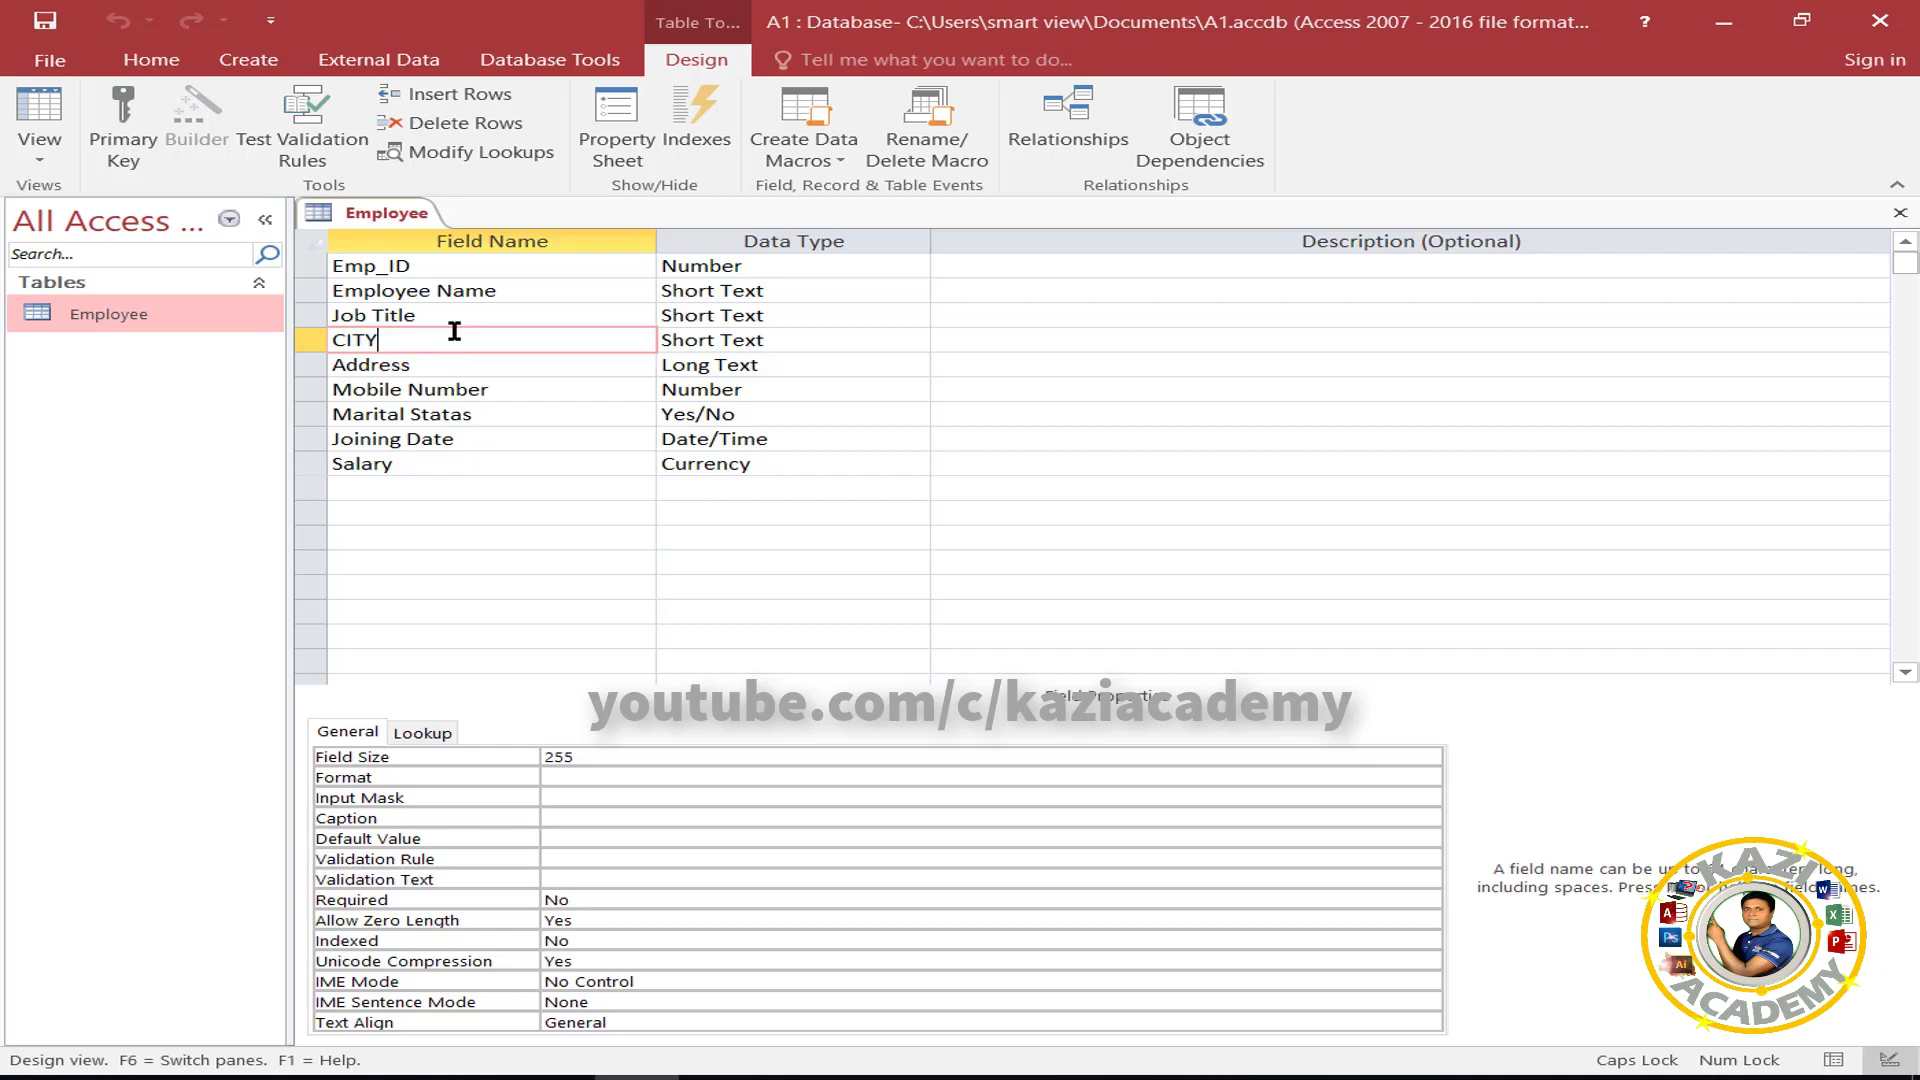 Table To... A1 : Database- C:\Users\smart view\Documents\A1.accdb (Access 2007 - 2016 file format... ?
File Home Create External Data Database Tools Design Tell me what you want to do... Sign in
View
Primary Key
Builder
Test Validation Rules
Insert Rows
Delete Rows
Modify Lookups
Property Sheet
Indexes
Create Data Macros
Rename/ Delete Macro
Relationships
Object Dependencies
Views Tools Show/Hide Field, Record & Table Events Relationships
All Access ...
Search...
Tables
Employee
Employee
Field Name Data Type Description (Optional)
Emp_ID Number
Employee Name Short Text
Job Title Short Text
CITY Short Text
Address Long Text
Mobile Number Number
Marital Statas Yes/No
Joining Date Date/Time
Salary Currency
Field Properties
youtube.com/c/kaziacademy
General Lookup
Field Size 255
Format
Input Mask
Caption
Default Value
Validation Rule
Validation Text
Required No
Allow Zero Length Yes
Indexed No
Unicode Compression Yes
IME Mode No Control
IME Sentence Mode None
Text Align General
A field name can be up to long,
including spaces. Press
KAZI
ACADEMY
Design view. F6 = Switch panes. F1 = Help. Caps Lock Num Lock